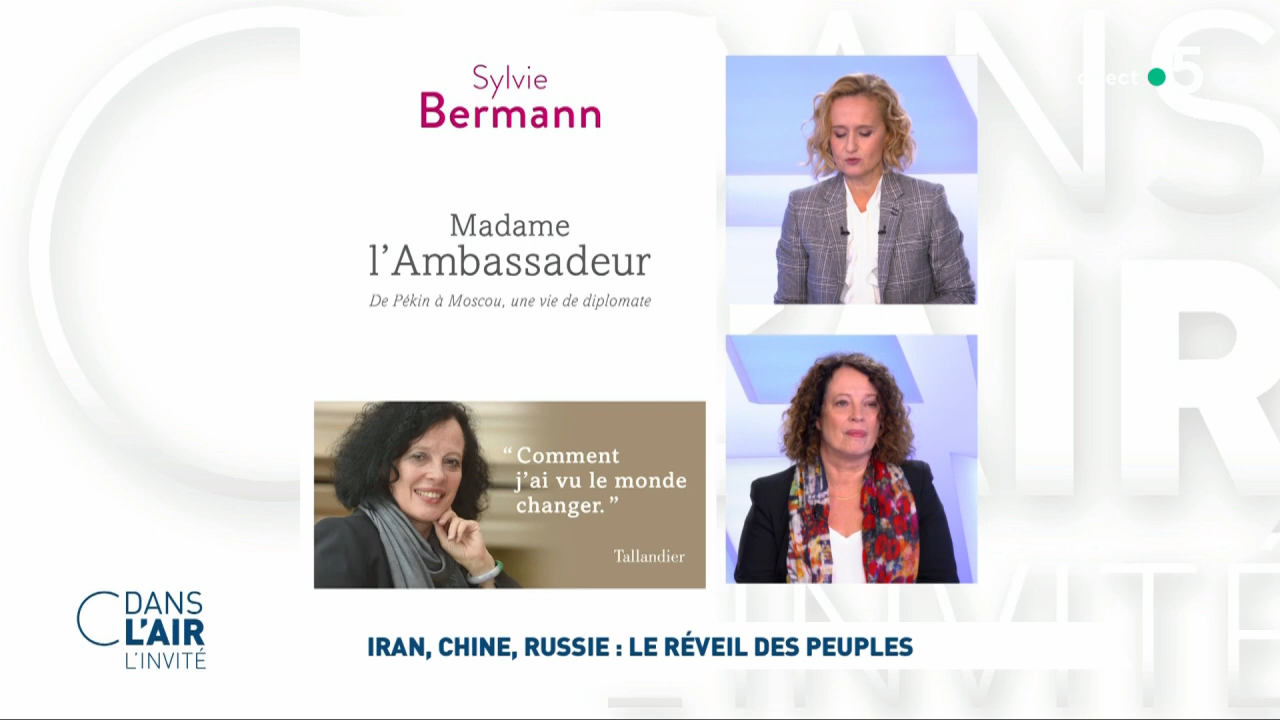 Sylvie
Bermann
Madame
l'Ambassadeur
De Pékin à Moscou, une vie de diplomate
“ Comment
j'ai vu le monde
changer. ”
Tallandier
direct 5
C DANS
L'AIR
L'INVITÉ
IRAN, CHINE, RUSSIE : LE RÉVEIL DES PEUPLES